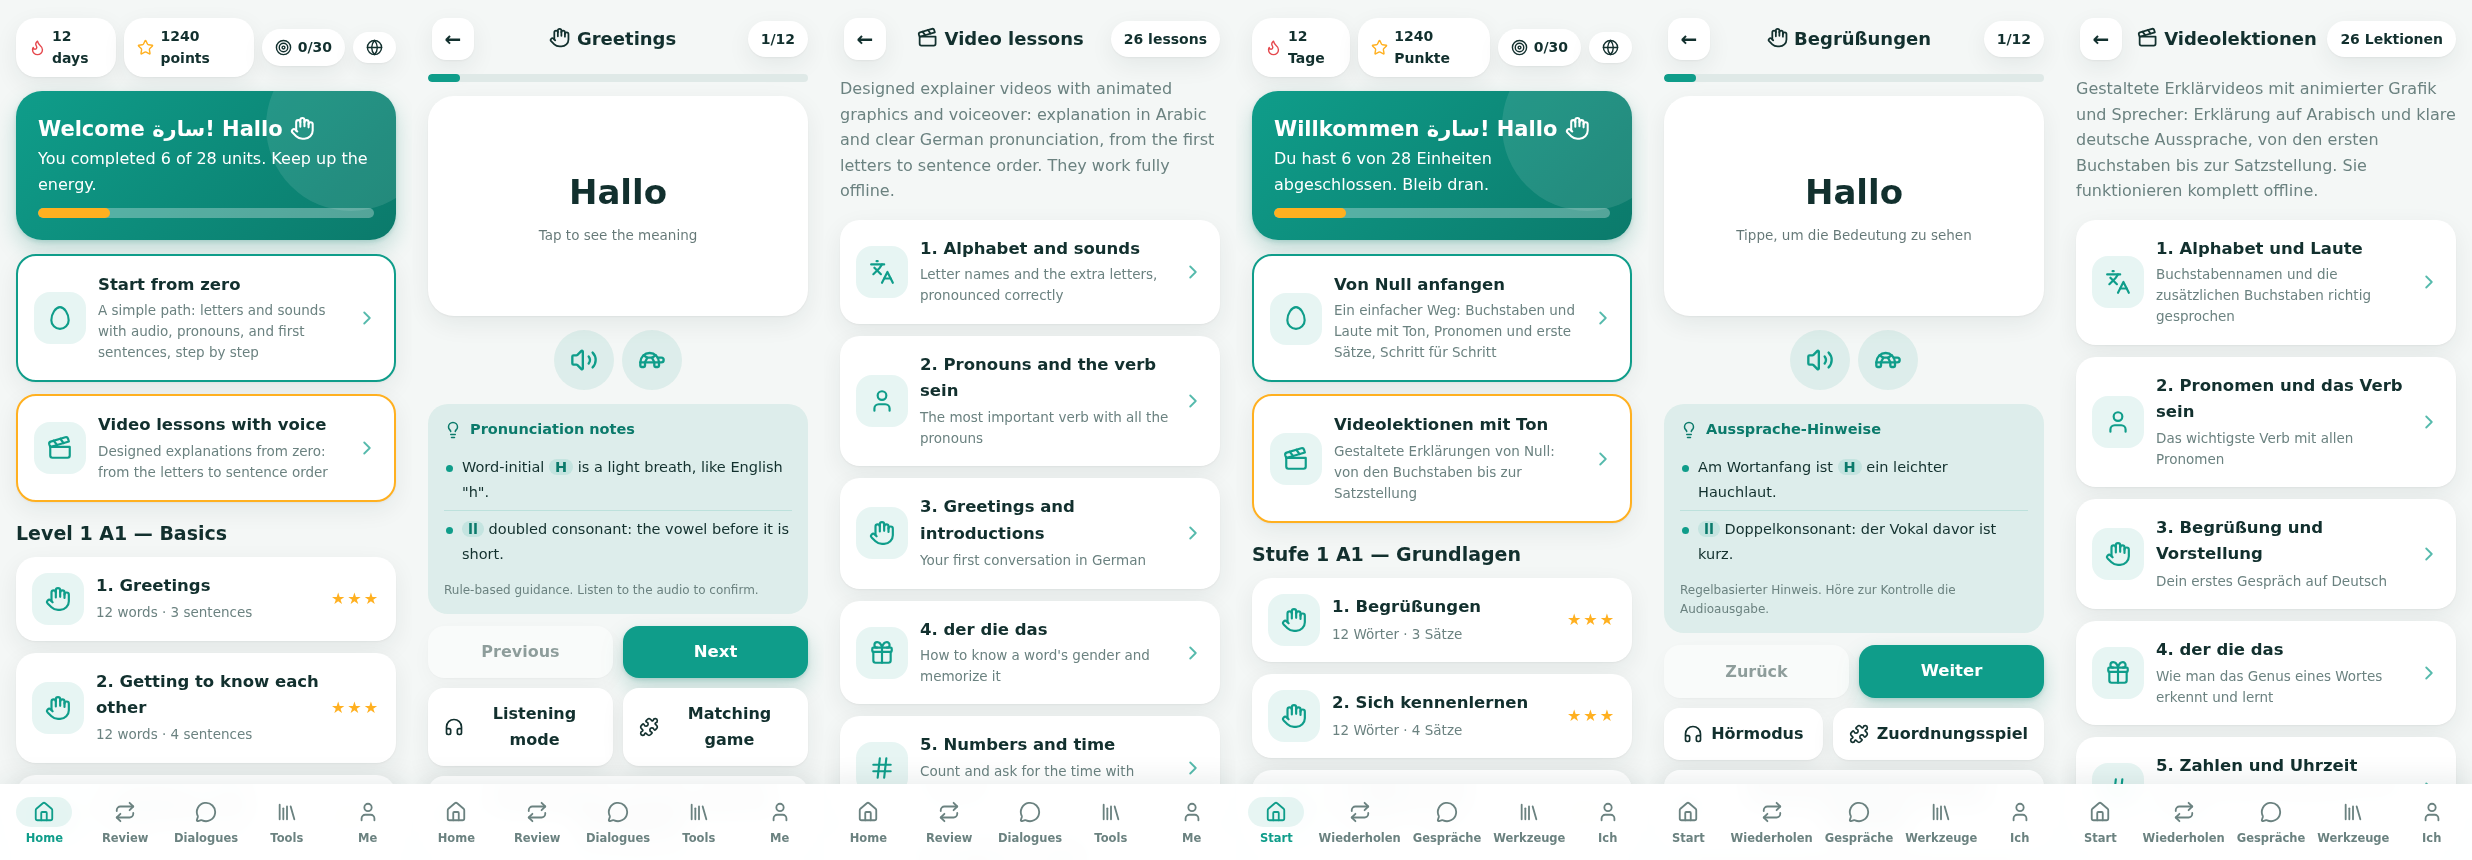 12 days
1240 points
0/30
Welcome سارة! Hallo
You completed 6 of 28 units. Keep up the
energy.
Start from zero
A simple path: letters and sounds
with audio, pronouns, and first
sentences, step by step
Video lessons with voice
Designed explanations from zero:
from the letters to sentence order
Level 1 A1 — Basics
1. Greetings
12 words · 3 sentences
★★★
2. Getting to know each
other
12 words · 4 sentences
★★★
Home
Review
Dialogues
Tools
Me
←
Greetings
1/12
Hallo
Tap to see the meaning
Pronunciation notes
Word-initial H is a light breath, like English
"h".
ll doubled consonant: the vowel before it is
short.
Rule-based guidance. Listen to the audio to confirm.
Previous
Next
Listening
mode
Matching
game
Home
Review
Dialogues
Tools
Me
←
Video lessons
26 lessons
Designed explainer videos with animated
graphics and voiceover: explanation in Arabic
and clear German pronunciation, from the first
letters to sentence order. They work fully
offline.
1. Alphabet and sounds
Letter names and the extra letters,
pronounced correctly
2. Pronouns and the verb
sein
The most important verb with all the
pronouns
3. Greetings and
introductions
Your first conversation in German
4. der die das
How to know a word's gender and
memorize it
5. Numbers and time
Count and ask for the time with
Home
Review
Dialogues
Tools
Me
12 Tage
1240 Punkte
0/30
Willkommen سارة! Hallo
Du hast 6 von 28 Einheiten
abgeschlossen. Bleib dran.
Von Null anfangen
Ein einfacher Weg: Buchstaben und
Laute mit Ton, Pronomen und erste
Sätze, Schritt für Schritt
Videolektionen mit Ton
Gestaltete Erklärungen von Null:
von den Buchstaben bis zur
Satzstellung
Stufe 1 A1 — Grundlagen
1. Begrüßungen
12 Wörter · 3 Sätze
★★★
2. Sich kennenlernen
12 Wörter · 4 Sätze
★★★
Start
Wiederholen
Gespräche
Werkzeuge
Ich
←
Begrüßungen
1/12
Hallo
Tippe, um die Bedeutung zu sehen
Aussprache-Hinweise
Am Wortanfang ist H ein leichter
Hauchlaut.
ll Doppelkonsonant: der Vokal davor ist
kurz.
Regelbasierter Hinweis. Höre zur Kontrolle die
Audioausgabe.
Zurück
Weiter
Hörmodus
Zuordnungsspiel
Start
Wiederholen
Gespräche
Werkzeuge
Ich
←
Videolektionen
26 Lektionen
Gestaltete Erklärvideos mit animierter Grafik
und Sprecher: Erklärung auf Arabisch und klare
deutsche Aussprache, von den ersten
Buchstaben bis zur Satzstellung. Sie
funktionieren komplett offline.
1. Alphabet und Laute
Buchstabennamen und die
zusätzlichen Buchstaben richtig
gesprochen
2. Pronomen und das Verb
sein
Das wichtigste Verb mit allen
Pronomen
3. Begrüßung und
Vorstellung
Dein erstes Gespräch auf Deutsch
4. der die das
Wie man das Genus eines Wortes
erkennt und lernt
5. Zahlen und Uhrzeit
Start
Wiederholen
Gespräche
Werkzeuge
Ich